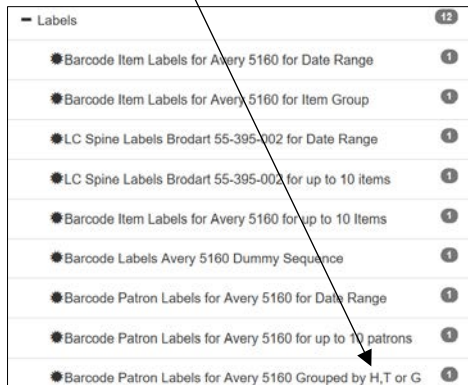 Labels 12
Barcode Item Labels for Avery 5160 for Date Range 1
Barcode Item Labels for Avery 5160 for Item Group 1
LC Spine Labels Brodart 55-395-002 for Date Range 1
LC Spine Labels Brodart 55-395-002 for up to 10 items 1
Barcode Item Labels for Avery 5160 for up to 10 Items 1
Barcode Labels Avery 5160 Dummy Sequence 1
Barcode Patron Labels for Avery 5160 for Date Range 1
Barcode Patron Labels for Avery 5160 for up to 10 patrons 1
Barcode Patron Labels for Avery 5160 Grouped by H,T or G 1